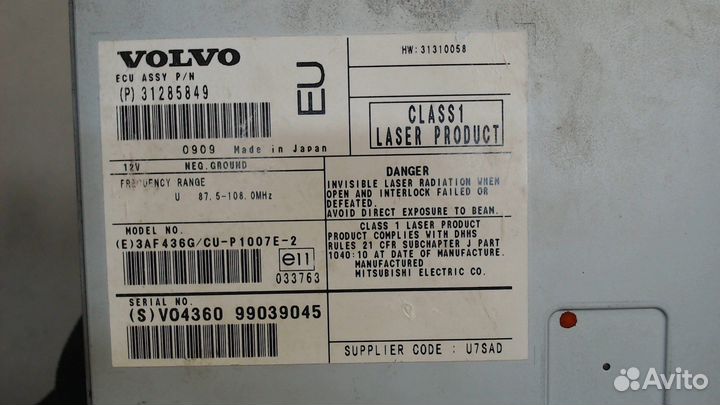 VOLVO
ECU ASSY P/N
(P) 31285849
0909 Made in Japan
EU
HW: 31310058
CLASS1
LASER PRODUCT
12V NEG.GROUND
FREQUENCY RANGE
U 87.5-108.0MHz
MODEL NO.
(E)3AF436G/CU-P1007E-2
e11
033763
SERIAL NO.
(S)VO4360 99039045
DANGER
INVISIBLE LASER RADIATION WHEN
OPEN AND INTERLOCK FAILED OR
DEFEATED.
AVOID DIRECT EXPOSURE TO BEAM.
CLASS 1 LASER PRODUCT
PRODUCT COMPLIES WITH DHHS
RULES 21 CFR SUBCHAPTER J PART
1040:10 AT DATE OF MANUFACTURE.
MANUFACTURED
MITSUBISHI ELECTRIC CO.
SUPPLIER CODE : U7SAD
Avito